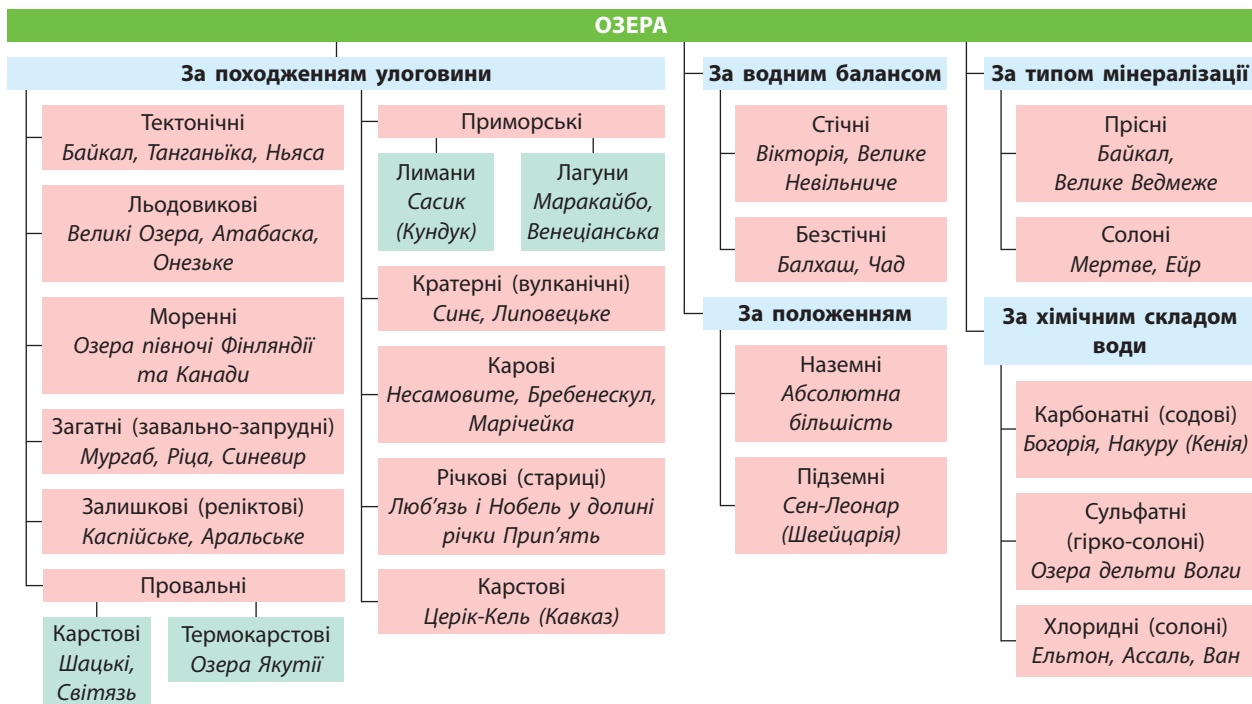 ОЗЕРА
За походженням улоговини
Тектонічні
Байкал, Танганьїка, Ньяса
Льодовикові
Великі Озера, Атабаска,
Онезьке
Моренні
Озера півночі Фінляндії
та Канади
Загатні (завально-запрудні)
Мургаб, Ріца, Синевир
Залишкові (реліктові)
Каспійське, Аральське
Провальні
Карстові
Шацькі,
Світязь
Термокарстові
Озера Якутії
Приморські
Лимани
Сасик
(Кундук)
Лагуни
Маракайбо,
Венеціанська
Кратерні (вулканічні)
Синє, Липовецьке
Карові
Несамовите, Бребенескул,
Марічейка
Річкові (стариці)
Люб’язь і Нобель у долині
річки Прип’ять
Карстові
Церік-Кель (Кавказ)
За водним балансом
Стічні
Вікторія, Велике
Невільниче
Безстічні
Балхаш, Чад
За положенням
Наземні
Абсолютна
більшість
Підземні
Сен-Леонар
(Швейцарія)
За типом мінералізації
Прісні
Байкал,
Велике Ведмеже
Солоні
Мертве, Ейр
За хімічним складом
води
Карбонатні (содові)
Богорія, Накуру (Кенія)
Сульфатні
(гірко-солоні)
Озера дельти Волги
Хлоридні (солоні)
Ельтон, Ассаль, Ван